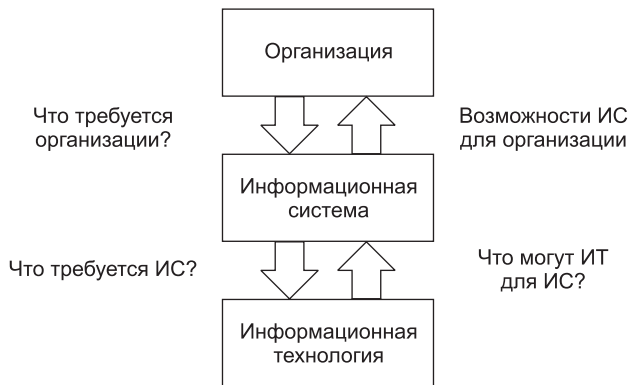 Организация
Что требуется
организации?
Возможности ИС
для организации
Информационная
система
Что требуется ИС?
Что могут ИТ
для ИС?
Информационная
технология